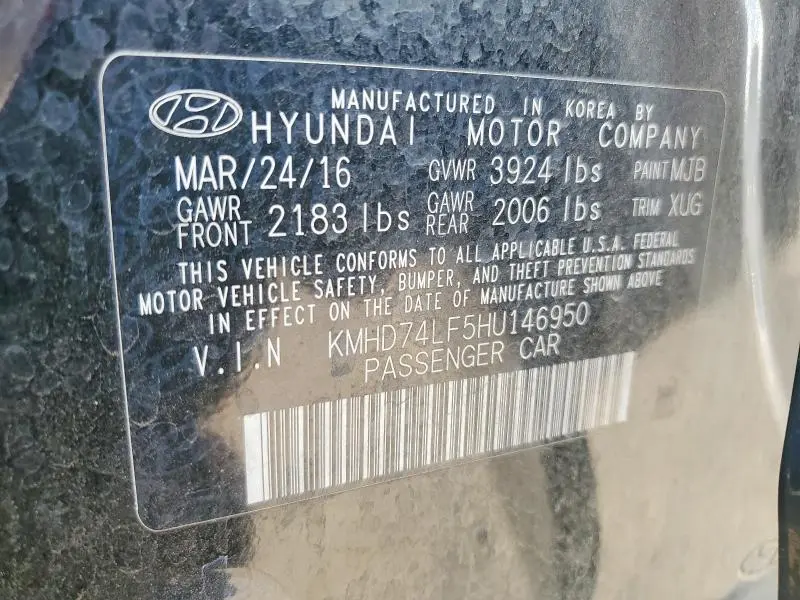 MANUFACTURED IN KOREA BY
HYUNDAI MOTOR COMPANY
MAR/24/16 GVWR 3924 lbs PAINT MJB
GAWR FRONT 2183 lbs GAWR REAR 2006 lbs TRIM XUG
THIS VEHICLE CONFORMS TO ALL APPLICABLE U.S.A. FEDERAL
MOTOR VEHICLE SAFETY, BUMPER, AND THEFT PREVENTION STANDARDS
IN EFFECT ON THE DATE OF MANUFACTURE SHOWN ABOVE
V.I.N KMHD74LF5HU146950
PASSENGER CAR